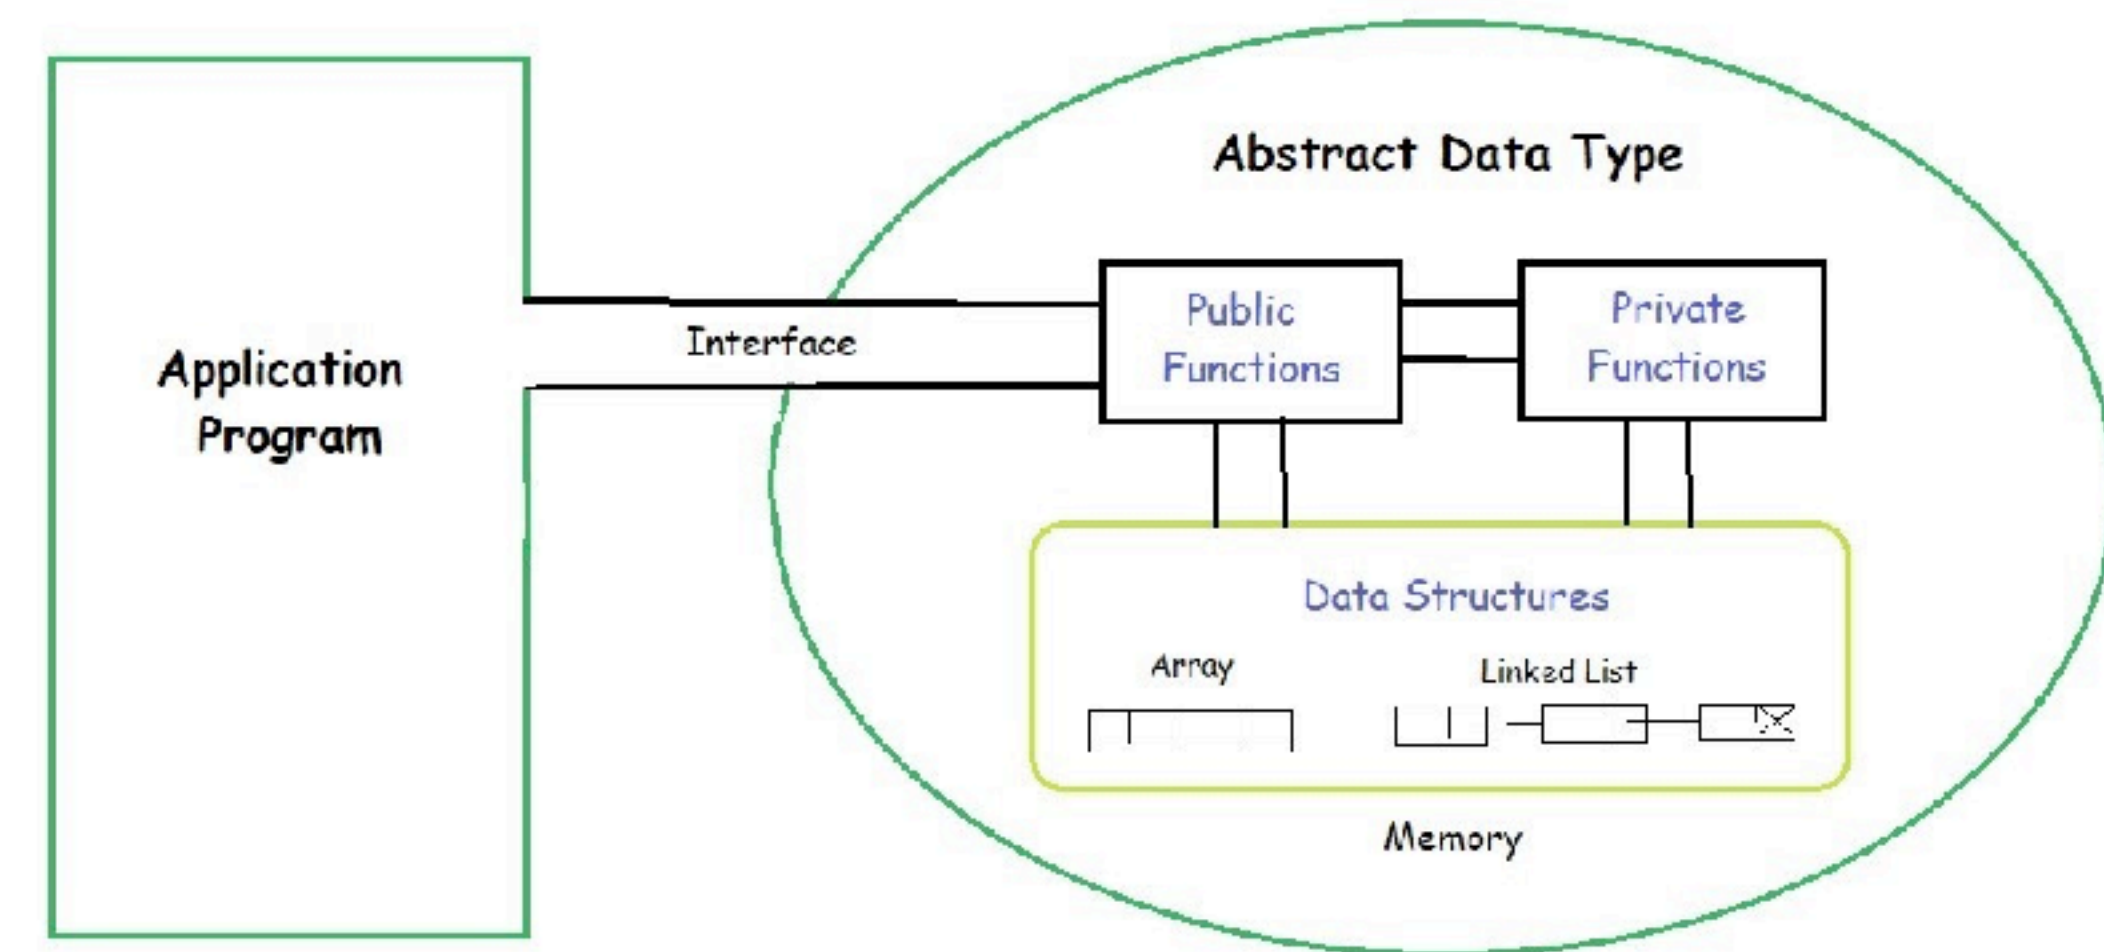 Abstract Data Type
Application
Program
Interface
Public
Functions
Private
Functions
Data Structures
Array
Linked List
Memory